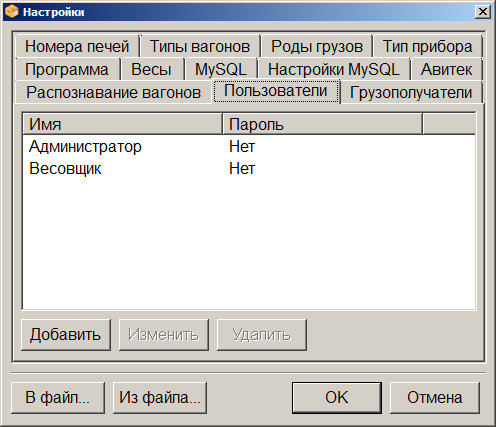 Настройки
Номера печей Типы вагонов Роды грузов Тип прибора
Программа Весы MySQL Настройки MySQL Авитек
Распознавание вагонов Пользователи Грузополучатели
Имя Пароль
Администратор Нет
Весовщик Нет
Добавить Изменить Удалить
В файл... Из файла... OK Отмена